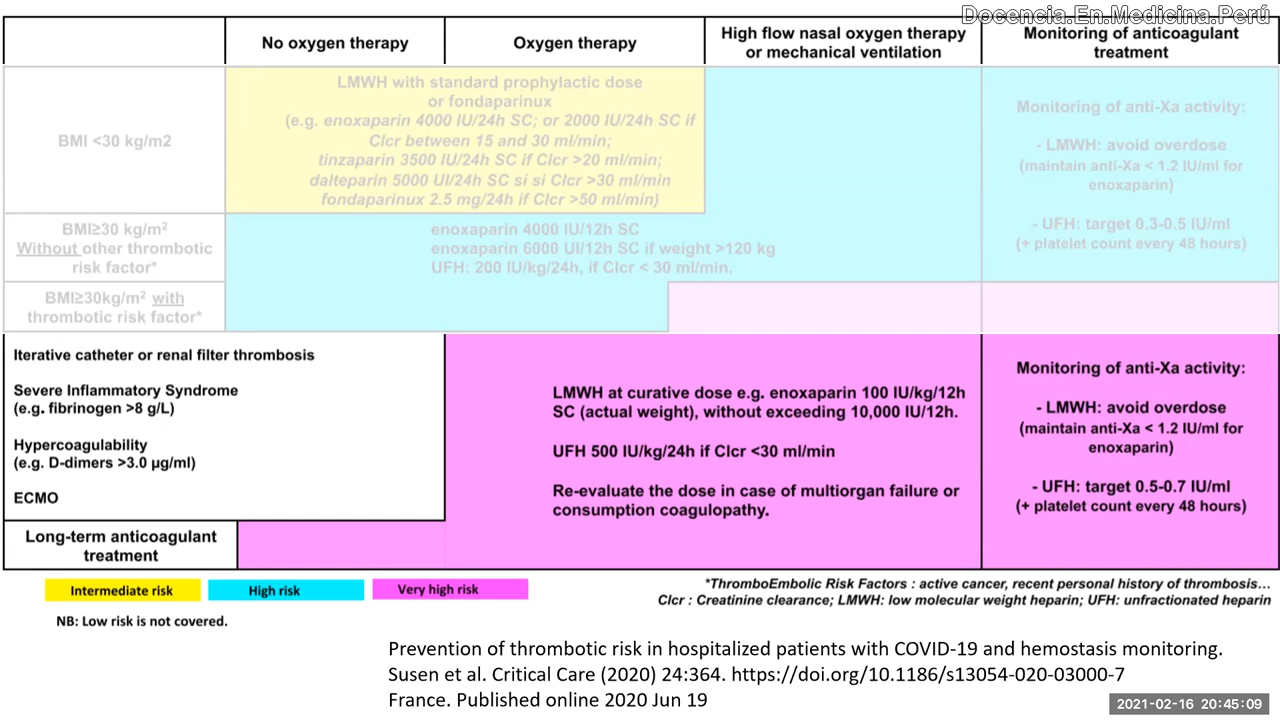 Docencia.En.Medicina.Perú
No oxygen therapy
Oxygen therapy
High flow nasal oxygen therapy
or mechanical ventilation
Monitoring of anticoagulant
treatment
BMI <30 kg/m2
LMWH with standard prophylactic dose
or fondaparinux
(e.g. enoxaparin 4000 IU/24h SC; or 2000 IU/24h SC if
Clcr between 15 and 30 ml/min;
tinzaparin 3500 IU/24h SC if Clcr >20 ml/min;
dalteparin 5000 UI/24h SC si si Clcr >30 ml/min
fondaparinux 2.5 mg/24h if Clcr >50 ml/min)
Monitoring of anti-Xa activity:
- LMWH: avoid overdose
(maintain anti-Xa < 1.2 IU/ml for
enoxaparin)
- UFH: target 0.3-0.5 IU/ml
(+ platelet count every 48 hours)
BMI≥30 kg/m²
Without other thrombotic
risk factor*
enoxaparin 4000 IU/12h SC
enoxaparin 6000 UI/12h SC if weight >120 kg
UFH: 200 IU/kg/24h, if Clcr < 30 ml/min.
BMI≥30kg/m² with
thrombotic risk factor*
Iterative catheter or renal filter thrombosis
Severe Inflammatory Syndrome
(e.g. fibrinogen >8 g/L)
Hypercoagulability
(e.g. D-dimers >3.0 µg/ml)
ECMO
LMWH at curative dose e.g. enoxaparin 100 IU/kg/12h
SC (actual weight), without exceeding 10,000 IU/12h.
UFH 500 IU/kg/24h if Clcr <30 ml/min
Re-evaluate the dose in case of multiorgan failure or
consumption coagulopathy.
Monitoring of anti-Xa activity:
- LMWH: avoid overdose
(maintain anti-Xa < 1.2 IU/ml for
enoxaparin)
- UFH: target 0.5-0.7 IU/ml
(+ platelet count every 48 hours)
Long-term anticoagulant
treatment
Intermediate risk
High risk
Very high risk
NB: Low risk is not covered.
*ThromboEmbolic Risk Factors : active cancer, recent personal history of thrombosis…
Clcr : Creatinine clearance; LMWH: low molecular weight heparin; UFH: unfractionated heparin
Prevention of thrombotic risk in hospitalized patients with COVID-19 and hemostasis monitoring.
Susen et al. Critical Care (2020) 24:364. https://doi.org/10.1186/s13054-020-03000-7
France. Published online 2020 Jun 19
2021-02-16 20:45:09